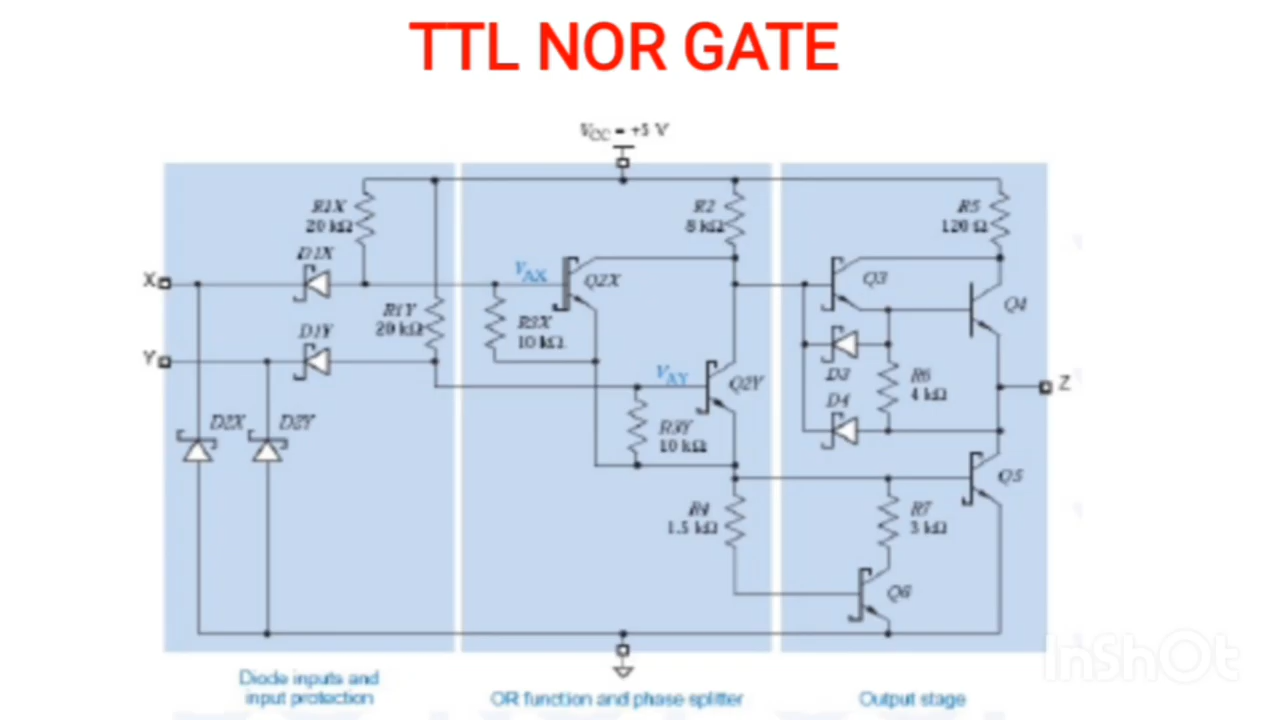 TTL NOR GATE
VCC = +5 V
R1X
20 kΩ
R2
8 kΩ
R5
120 Ω
D1X
X
VAX
Q2X
Q3
R1Y
20 kΩ
Q4
D1Y
R3X
10 kΩ
Y
VAY
Q2Y
D3
R6
4 kΩ
Z
D4
D2X
D2Y
R3Y
10 kΩ
Q5
R4
1.5 kΩ
R7
3 kΩ
Q6
InShOt
Diode inputs and
input protection
OR function and phase splitter
Output stage